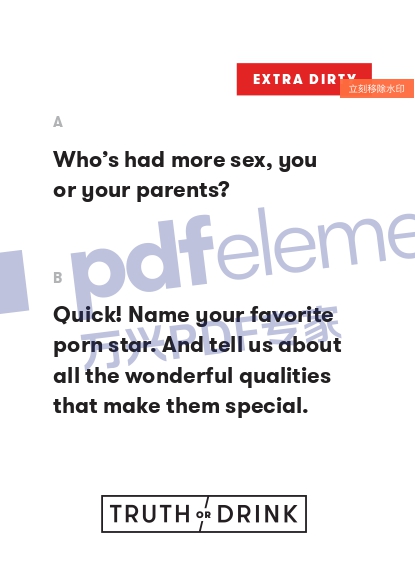 EXTRA DIRTY
立刻移除水印
A
Who's had more sex, you
or your parents?
pdfeleme
B
Quick! Name your favorite
万兴PDF专家
porn star. And tell us about
all the wonderful qualities
that make them special.
TRUTH OR DRINK